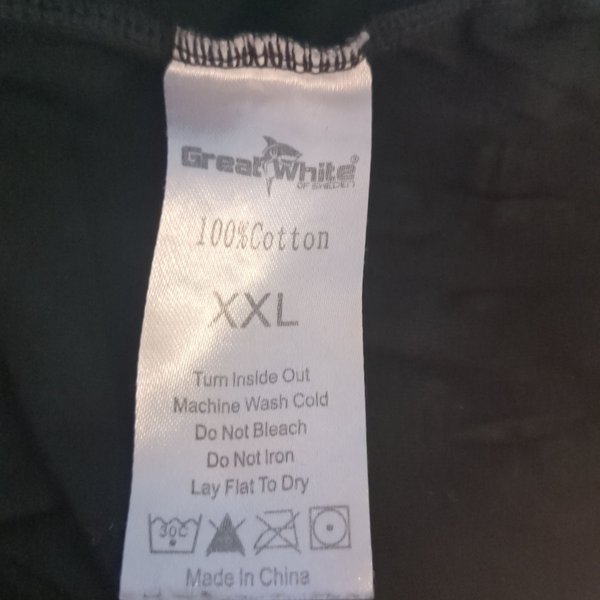 Great White®
OF SWEDEN
100%Cotton
XXL
Turn Inside Out
Machine Wash Cold
Do Not Bleach
Do Not Iron
Lay Flat To Dry
30C
Made In China